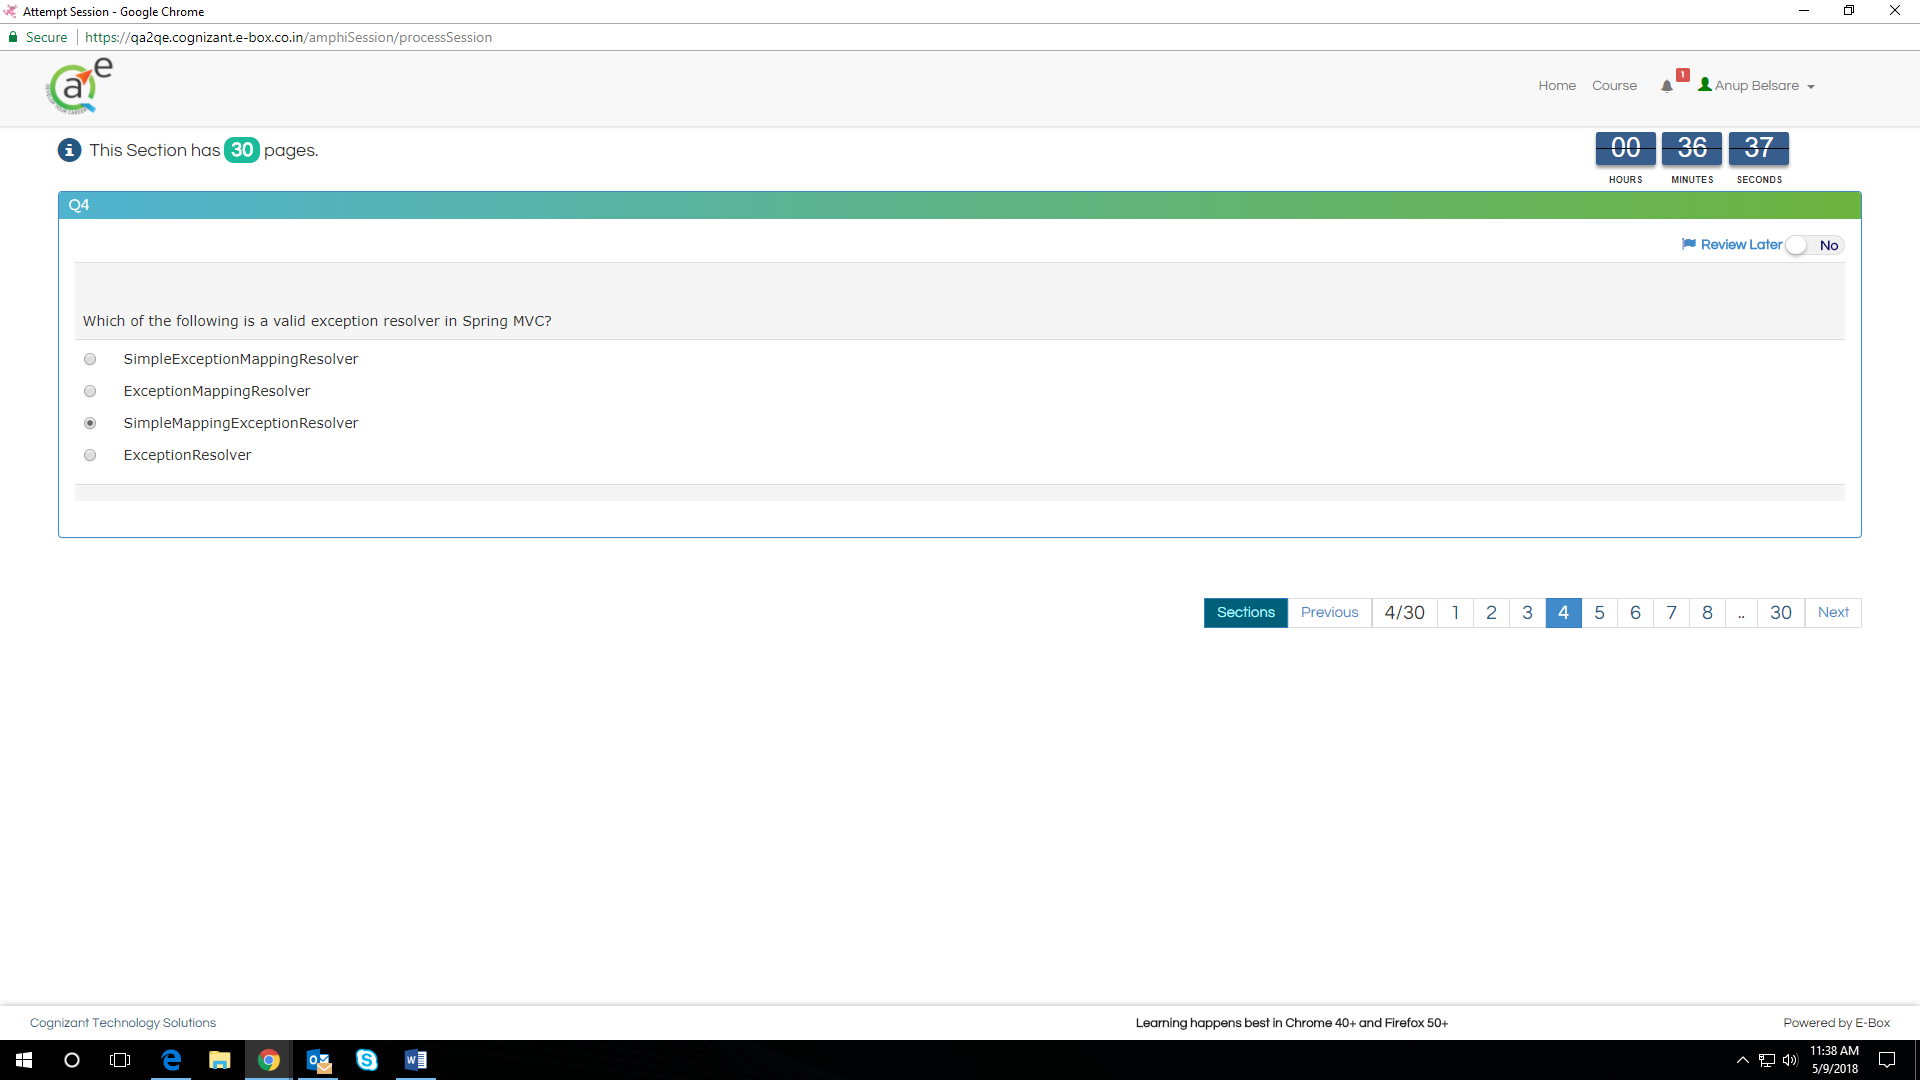 Attempt Session - Google Chrome
Secure https://qa2qe.cognizant.e-box.co.in/amphiSession/processSession
a e
Home Course 1 Anup Belsare
i This Section has 30 pages.
00 36 37
HOURS MINUTES SECONDS
Q4
Review Later No
Which of the following is a valid exception resolver in Spring MVC?
SimpleExceptionMappingResolver
ExceptionMappingResolver
SimpleMappingExceptionResolver
ExceptionResolver
Sections Previous 4/30 1 2 3 4 5 6 7 8 .. 30 Next
Cognizant Technology Solutions Learning happens best in Chrome 40+ and Firefox 50+ Powered by E-Box
11:38 AM
5/9/2018